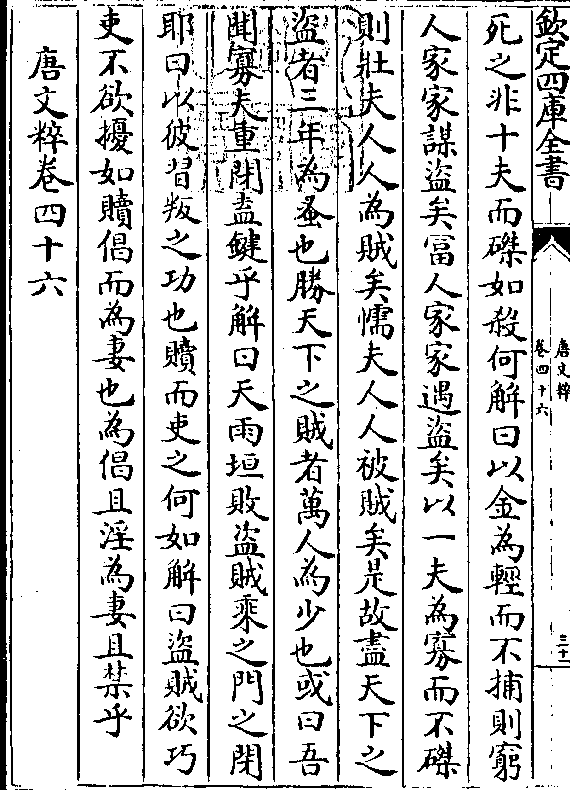 欽定四庫全書
唐文粹
卷四十六
三十一
死之非十夫而磔如殺何解曰以金為輕而不捕則窮
人家家謀盜矣冨人家家遇盜矣以一夫為寡而不磔
則壯夫人人為賊矣懦夫人人被賊矣是故盡天下之
盜者三年為蚤也勝天下之賊者萬人為少也或曰吾
聞寡夫重閉盍鍵乎解曰天雨垣敗盜賊乘之門之閉
耶曰以彼習叛之功也贖而吏之何如解曰盜賊欲巧
吏不欲擾如贖倡而為妻也為倡且淫為妻且禁乎
唐文粹卷四十六